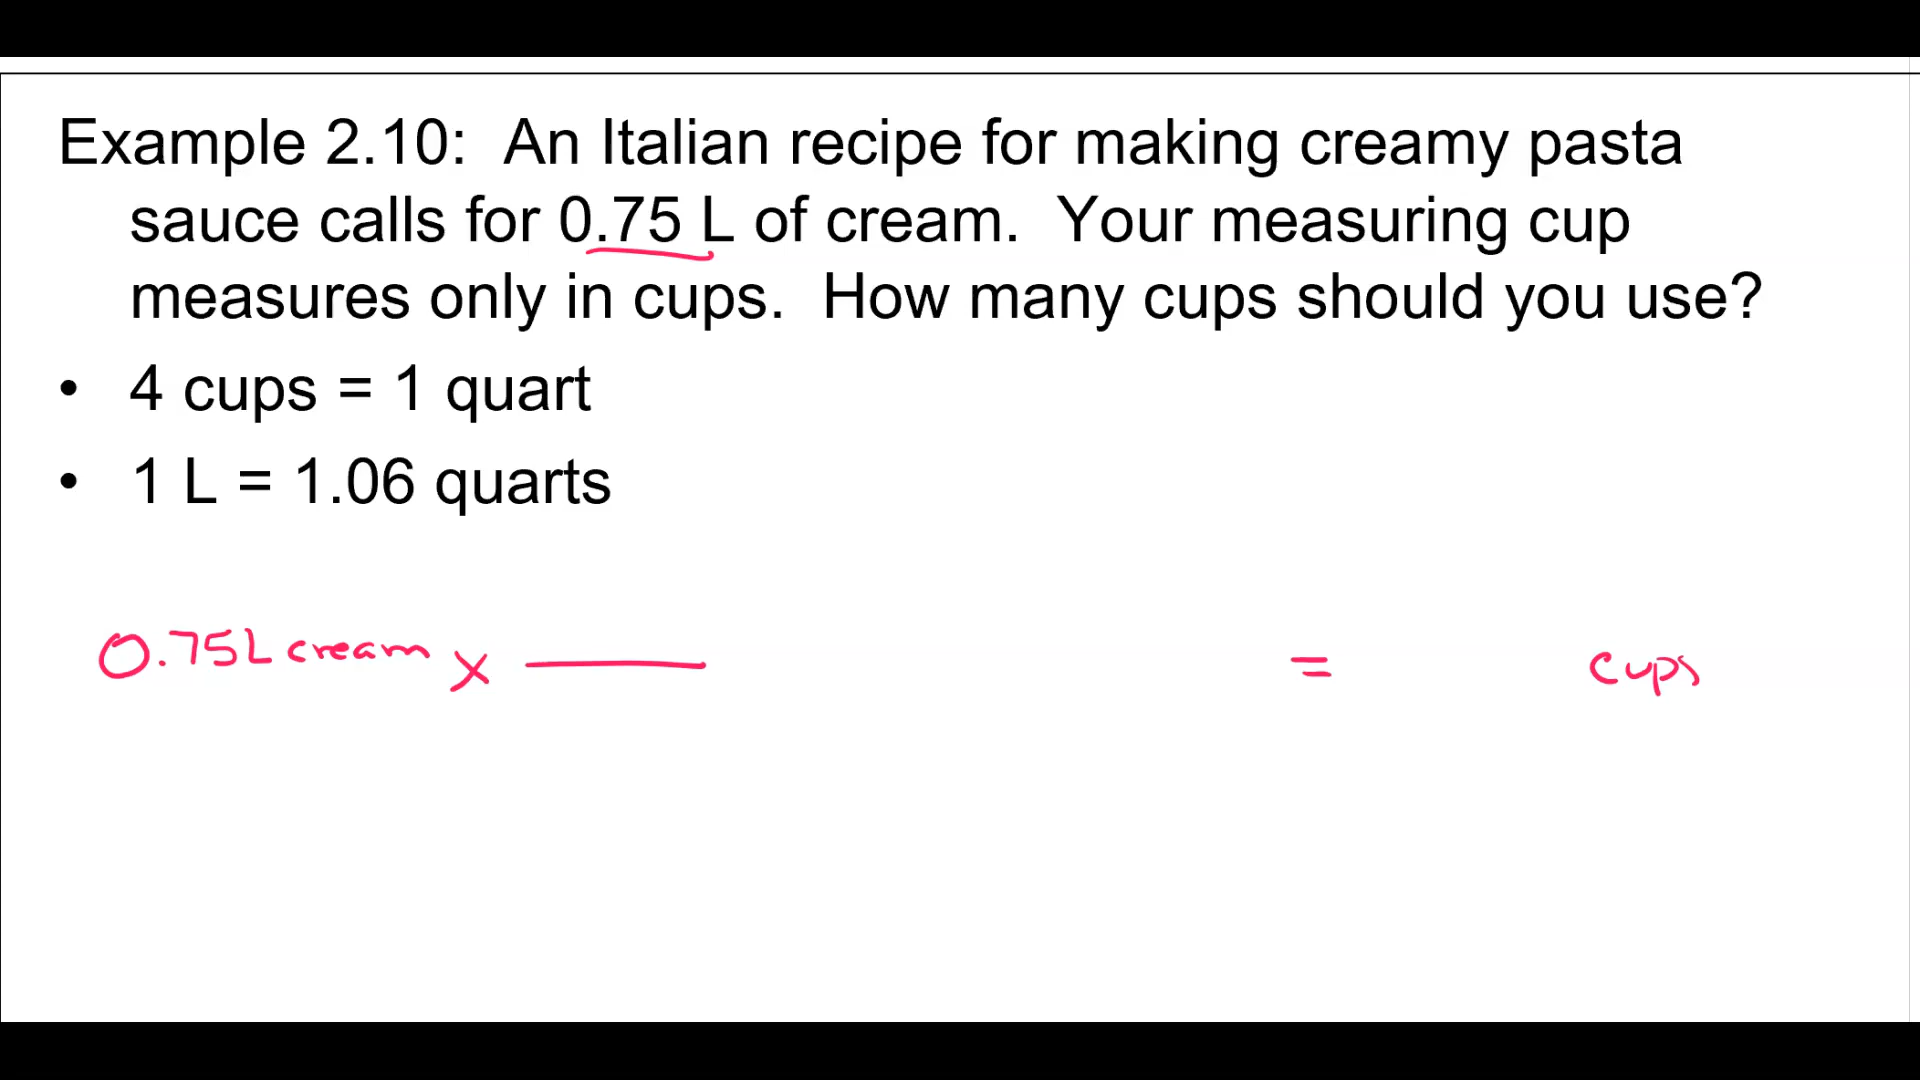 Example 2.10: An Italian recipe for making creamy pasta
sauce calls for 0.75 L of cream. Your measuring cup
measures only in cups. How many cups should you use?
• 4 cups = 1 quart
• 1 L = 1.06 quarts
0.75L cream x = cups